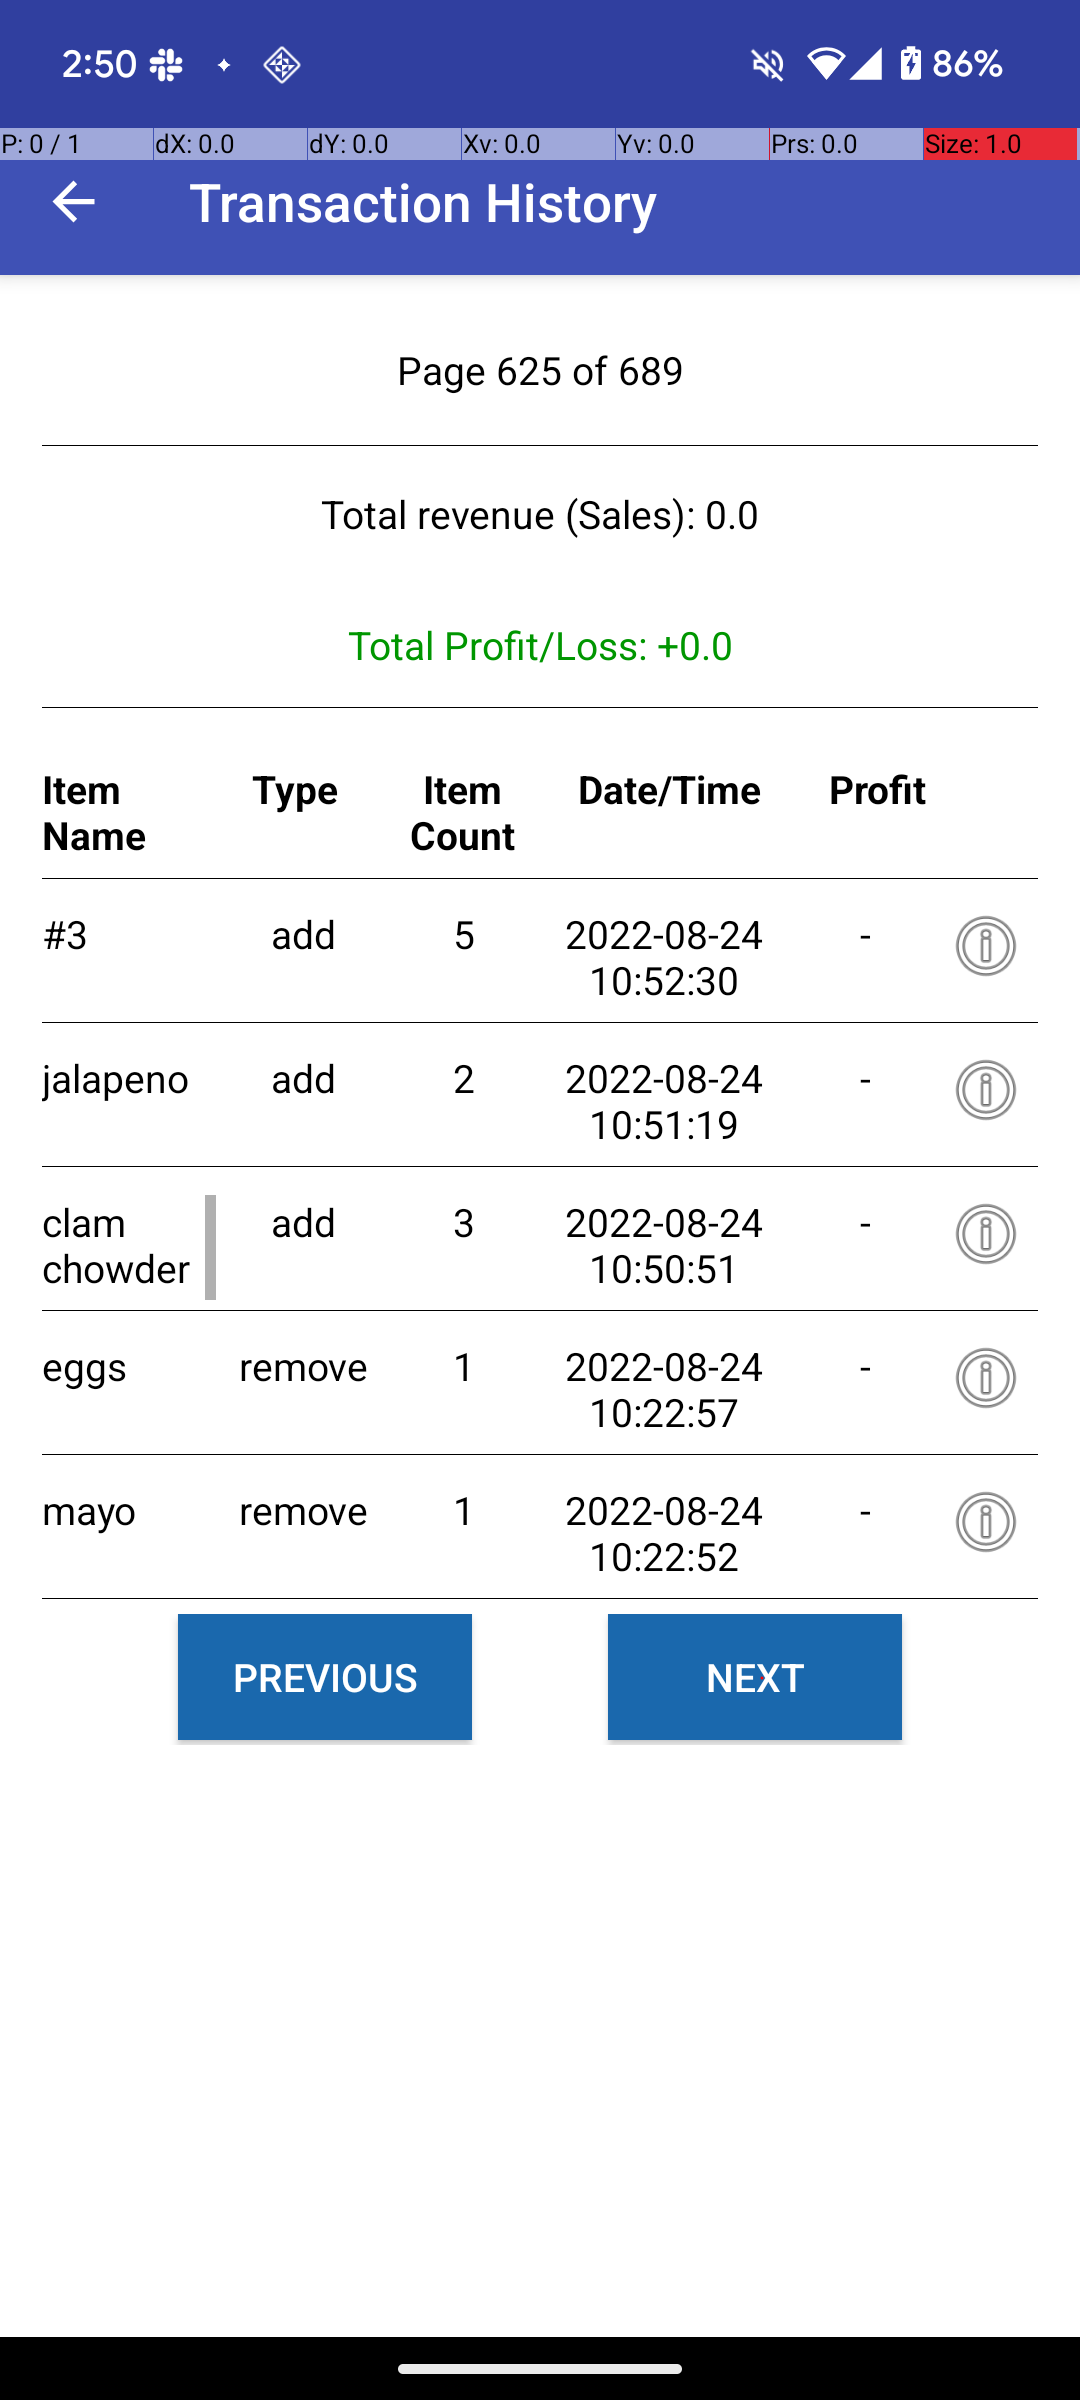 2:50 86%
P: 0 / 1 dX: 0.0 dY: 0.0 Xv: 0.0 Yv: 0.0 Prs: 0.0 Size: 1.0
Transaction History
Page 625 of 689
Total revenue (Sales): 0.0
Total Profit/Loss: +0.0
Item Type Item Date/Time Profit
Name Count
#3 add 5 2022-08-24 -
10:52:30
jalapeno add 2 2022-08-24 -
10:51:19
clam add 3 2022-08-24 -
chowder 10:50:51
eggs remove 1 2022-08-24 -
10:22:57
mayo remove 1 2022-08-24 -
10:22:52
PREVIOUS NEXT